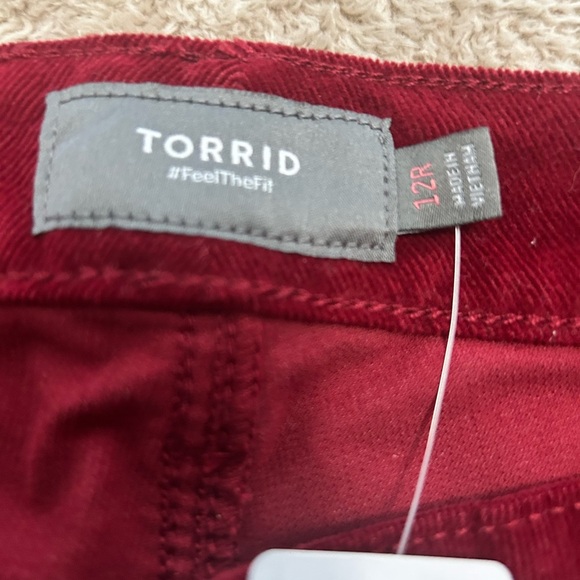 TORRID
#FeelTheFit
12R
MADE IN
VIETNAM